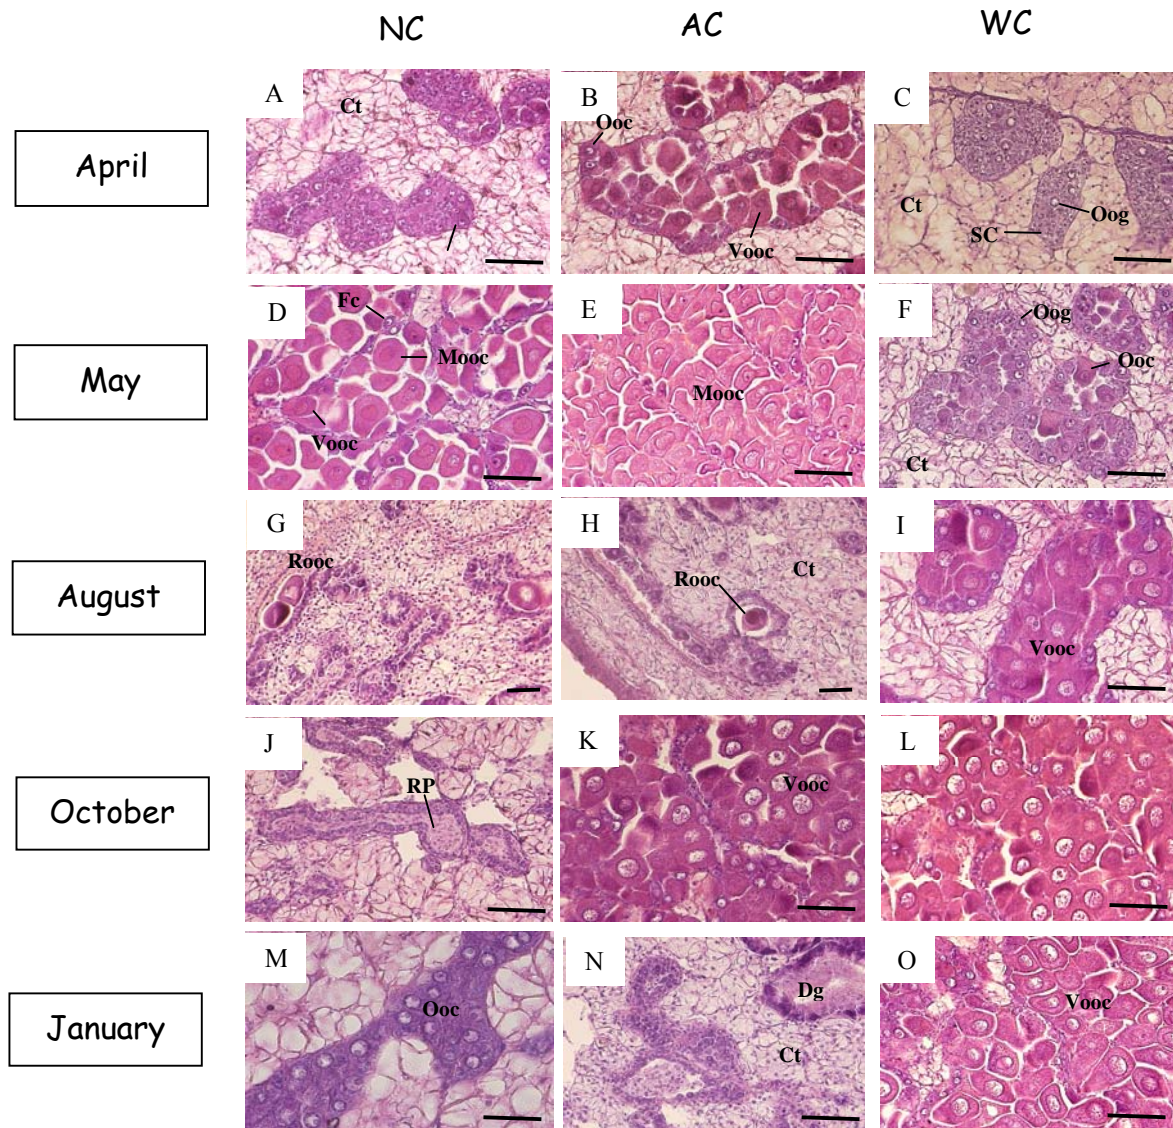 NC AC WC
April
A Ct
B Ooc Vooc
C Ct SC Oog
May
D Fc Mooc Vooc
E Mooc
F Oog Ooc Ct
August
G Rooc
H Rooc Ct
I Vooc
October
J RP
K Vooc
L
January
M Ooc
N Dg Ct
O Vooc